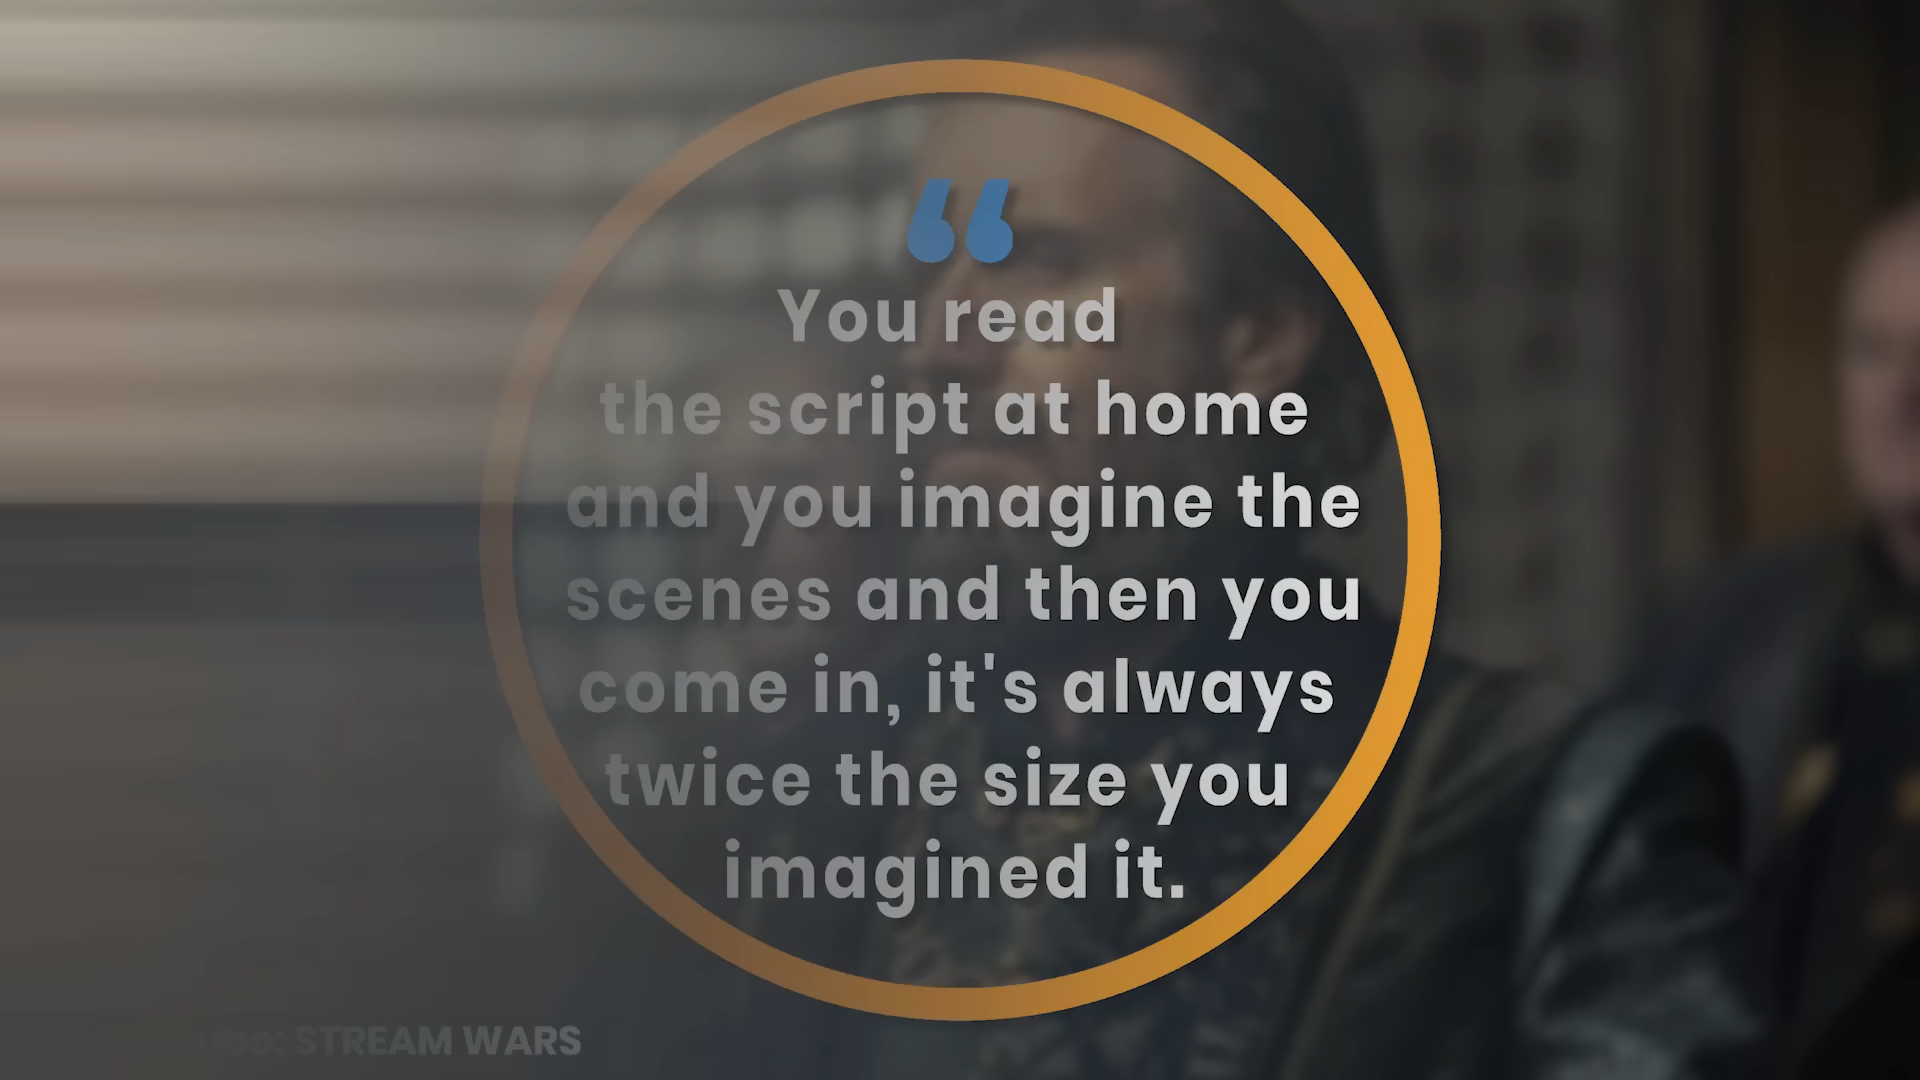 You read
the script at home
and you imagine the
scenes and then you
come in, it's always
twice the size you
imagined it.
STREAM WARS